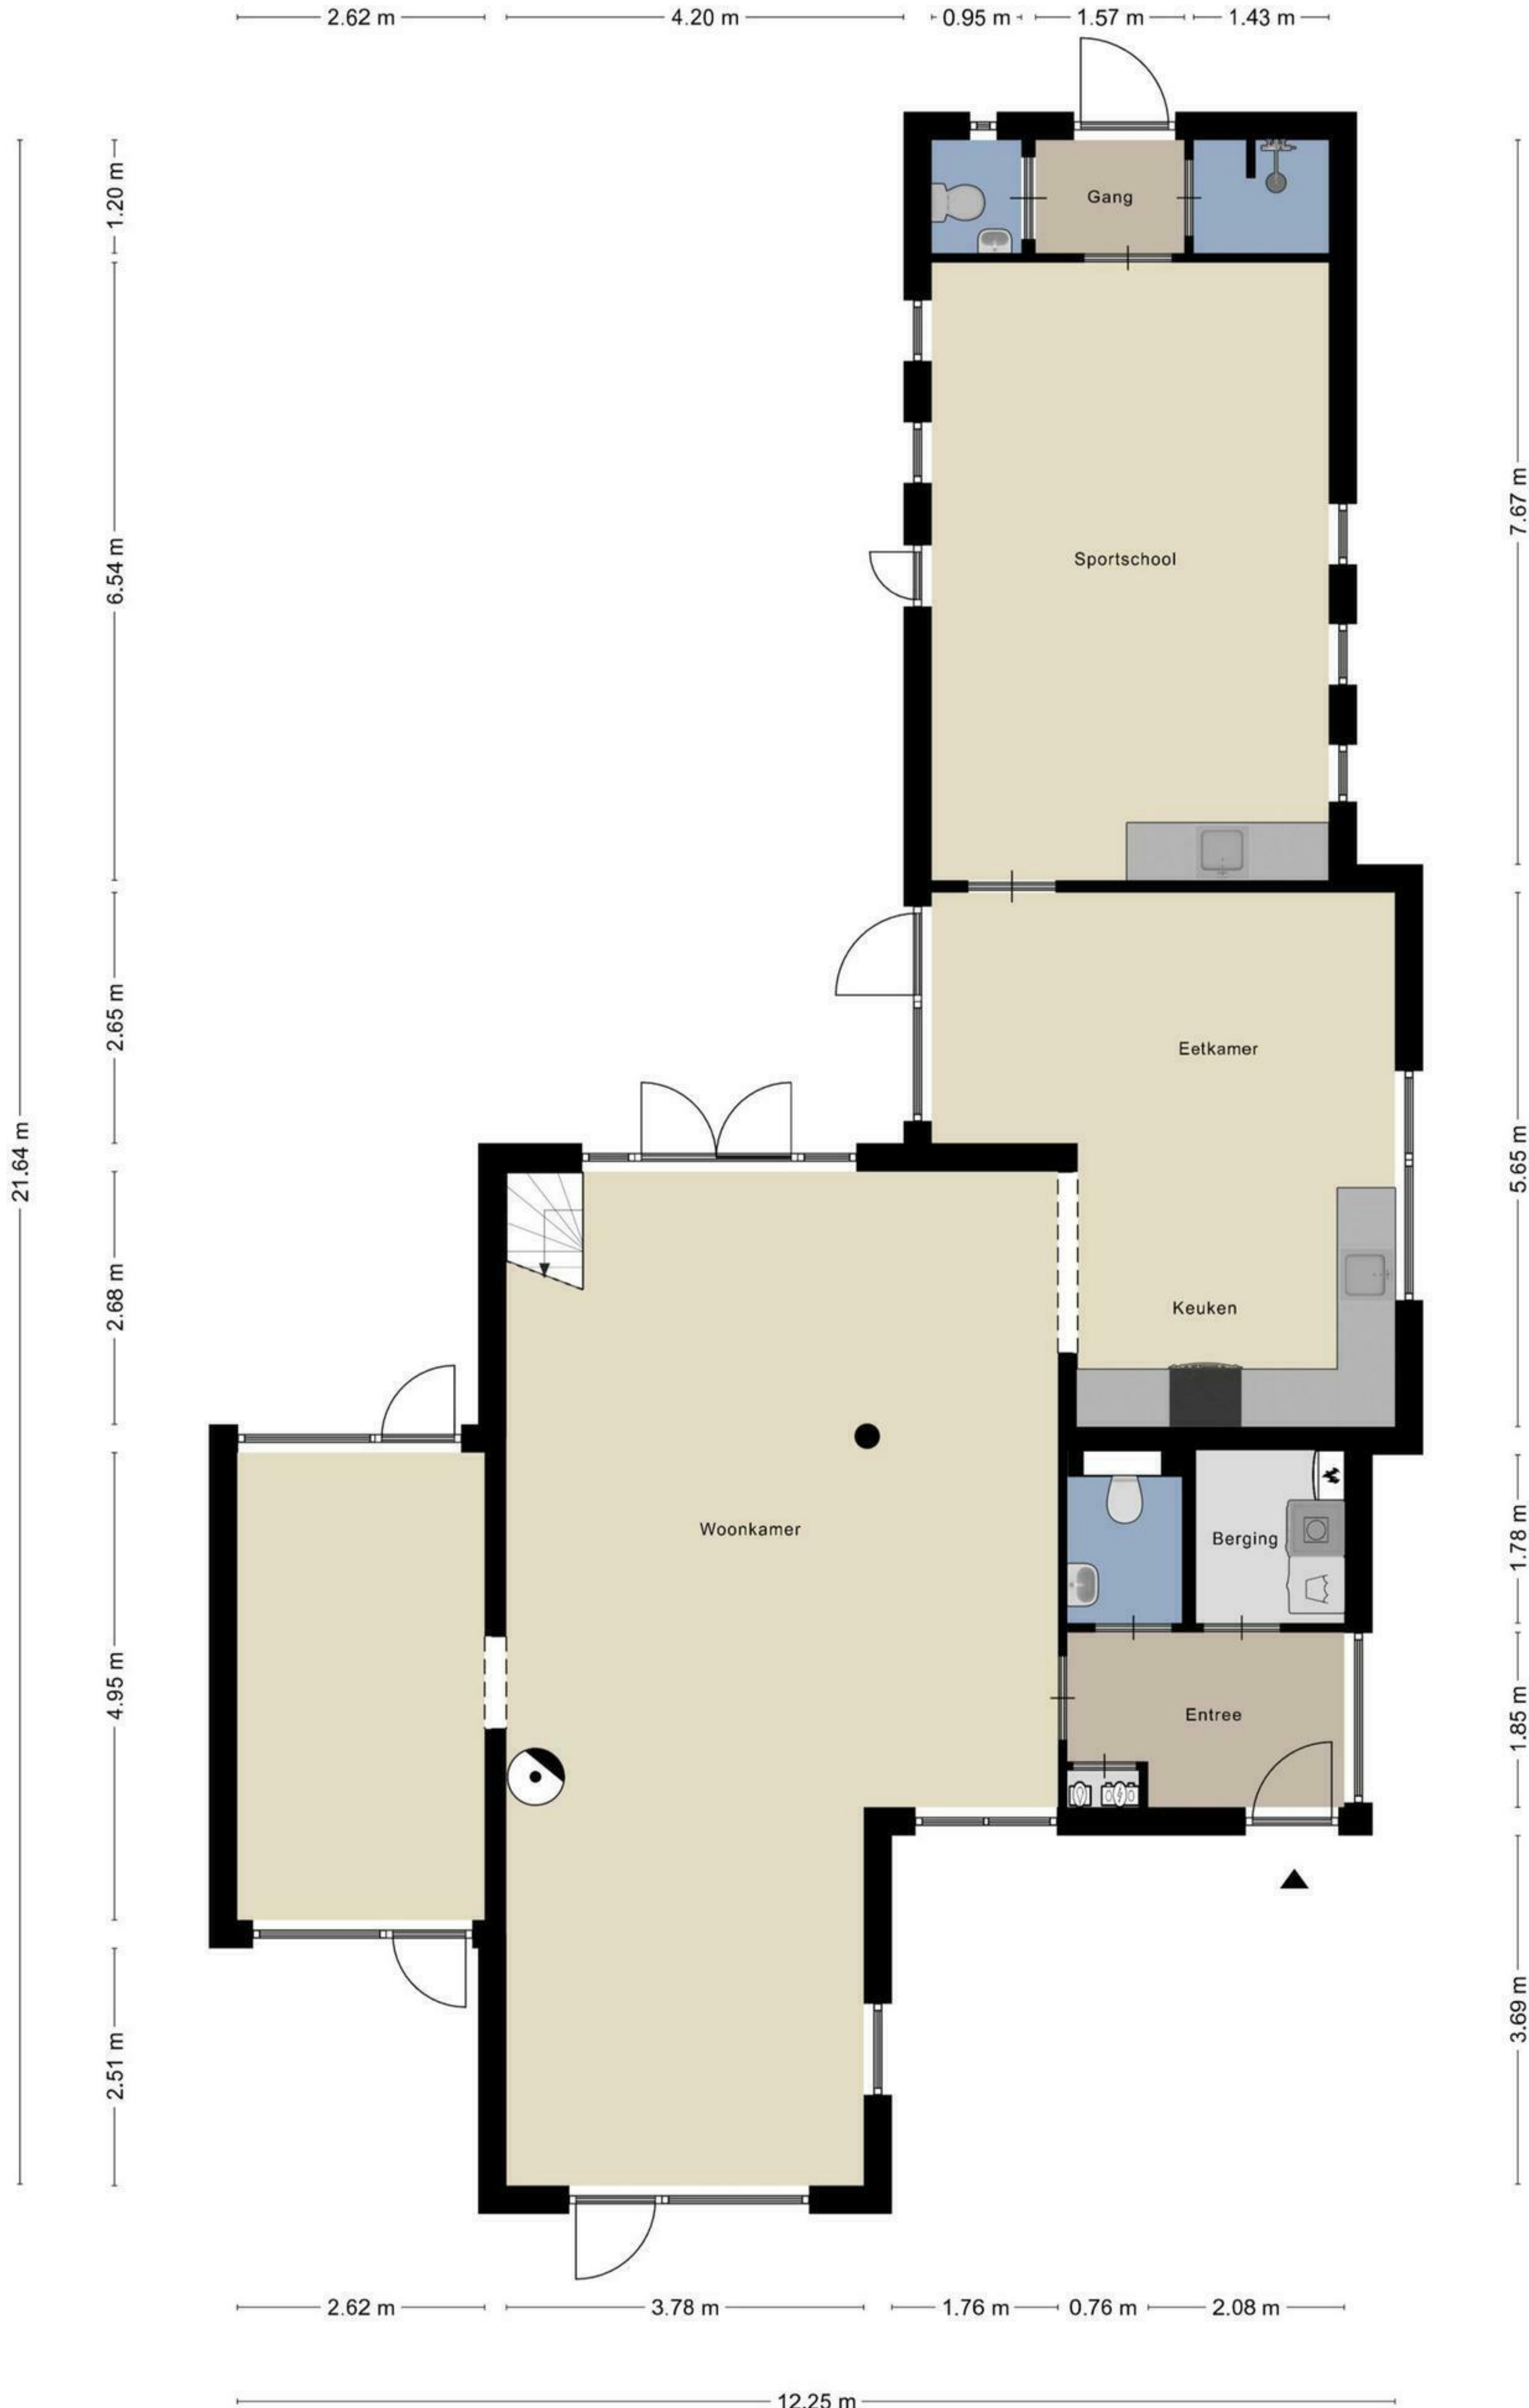 2.62 m
4.20 m
0.95 m
1.57 m
1.43 m
1.20 m
Gang
7.67 m
6.54 m
Sportschool
2.65 m
Eetkamer
21.64 m
5.65 m
2.68 m
Keuken
Woonkamer
Berging
1.78 m
4.95 m
Entree
1.85 m
3.69 m
2.51 m
2.62 m
3.78 m
1.76 m
0.76 m
2.08 m
12.25 m